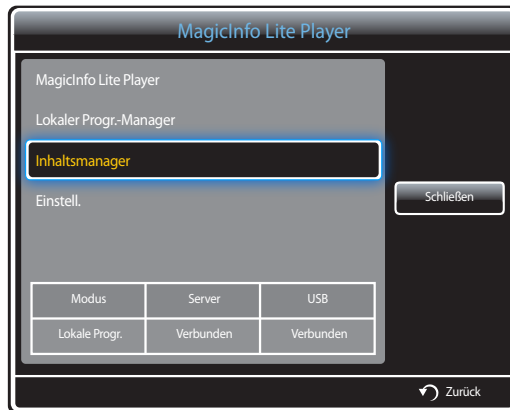 MagicInfo Lite Player
MagicInfo Lite Player
Lokaler Progr.-Manager
Inhaltsmanager
Einstell.
Schließen
Modus Server USB
Lokale Progr. Verbunden Verbunden
Zurück